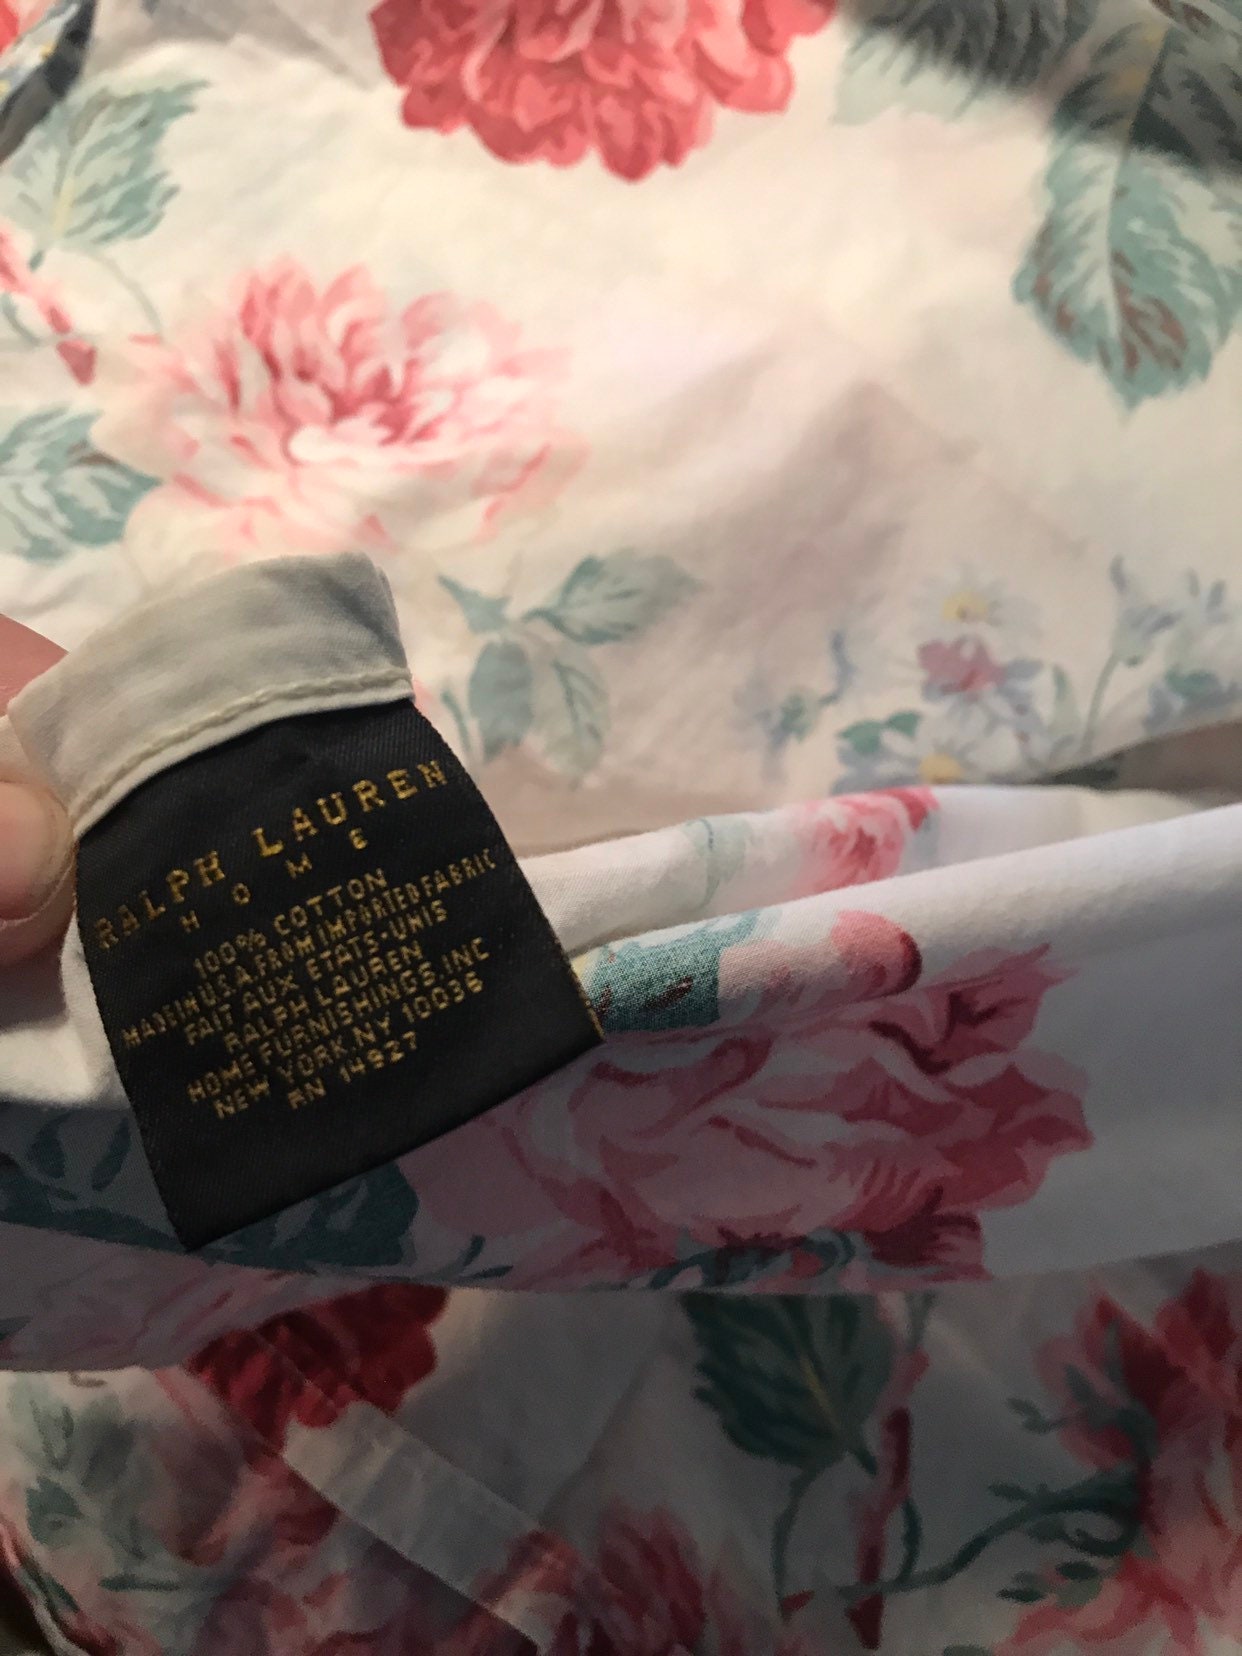 RALPH LAUREN
HOME
100% COTTON
MADE IN U.S.A. FROM IMPORTED FABRIC
FAIT AUX ETATS-UNIS
RALPH LAUREN
HOME FURNISHINGS, INC
NEW YORK, NY 10036
RN 14927